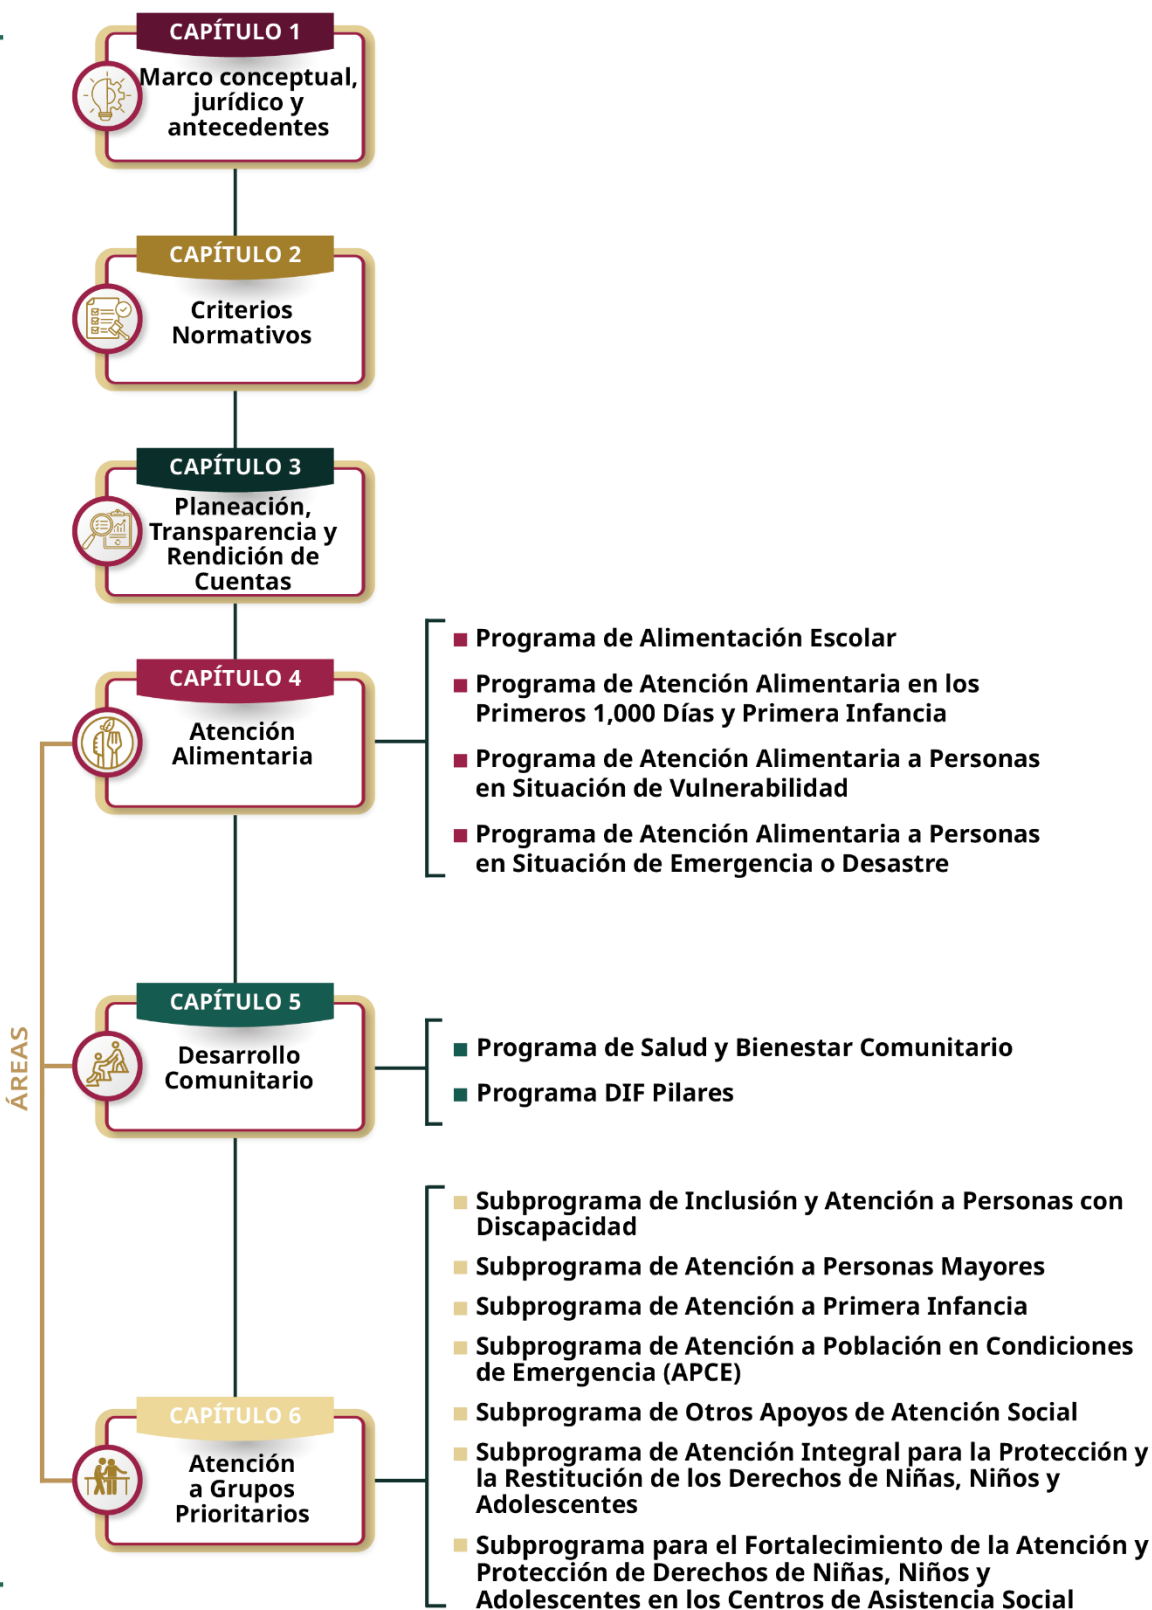 CAPÍTULO 1
Marco conceptual,
jurídico y
antecedentes
CAPÍTULO 2
Criterios
Normativos
CAPÍTULO 3
Planeación,
Transparencia y
Rendición de
Cuentas
CAPÍTULO 4
Atención
Alimentaria
Programa de Alimentación Escolar
Programa de Atención Alimentaria en los
Primeros 1,000 Días y Primera Infancia
Programa de Atención Alimentaria a Personas
en Situación de Vulnerabilidad
Programa de Atención Alimentaria a Personas
en Situación de Emergencia o Desastre
ÁREAS
CAPÍTULO 5
Desarrollo
Comunitario
Programa de Salud y Bienestar Comunitario
Programa DIF Pilares
CAPÍTULO 6
Atención
a Grupos
Prioritarios
Subprograma de Inclusión y Atención a Personas con
Discapacidad
Subprograma de Atención a Personas Mayores
Subprograma de Atención a Primera Infancia
Subprograma de Atención a Población en Condiciones
de Emergencia (APCE)
Subprograma de Otros Apoyos de Atención Social
Subprograma de Atención Integral para la Protección y
la Restitución de los Derechos de Niñas, Niños y
Adolescentes
Subprograma para el Fortalecimiento de la Atención y
Protección de Derechos de Niñas, Niños y
Adolescentes en los Centros de Asistencia Social